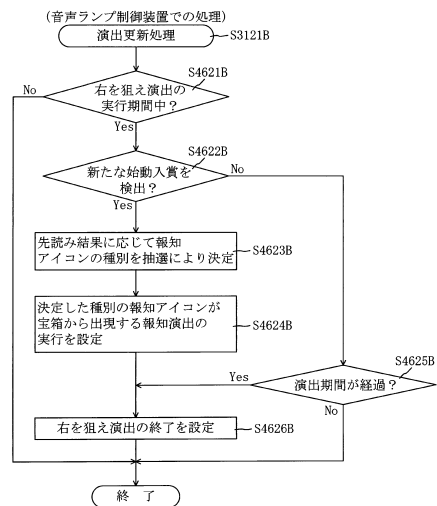 (音声ランプ制御装置での処理)
演出更新処理
S3121B
S4621B
No
右を狙え演出の
実行期間中?
Yes
S4622B
新たな始動入賞を
検出?
No
Yes
先読み結果に応じて報知
アイコンの種別を抽選により決定
S4623B
決定した種別の報知アイコンが
宝箱から出現する報知演出の
実行を設定
S4624B
S4625B
Yes
演出期間が経過?
No
右を狙え演出の終了を設定
S4626B
終 了